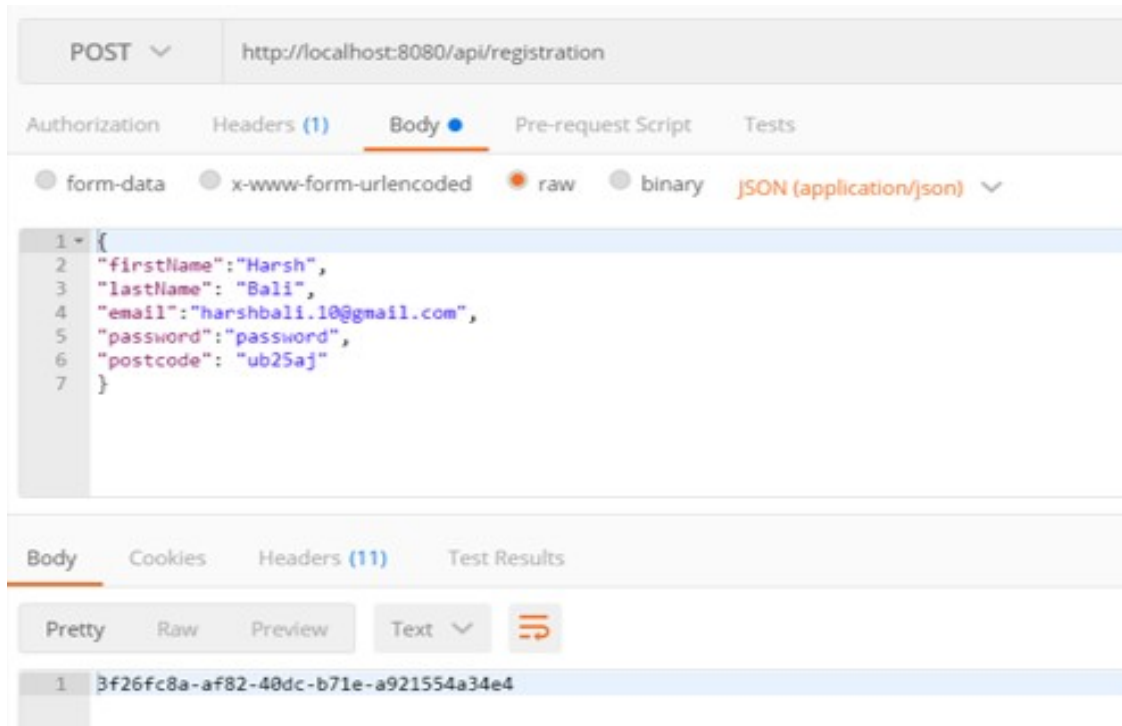 POST http://localhost:8080/api/registration
Authorization Headers (1) Body Pre-request Script Tests
form-data x-www-form-urlencoded raw binary JSON (application/json)
1 {
2 "firstName":"Harsh",
3 "lastName": "Bali",
4 "email":"harshbali.10@gmail.com",
5 "password":"password",
6 "postcode": "ub25aj"
7 }
Body Cookies Headers (11) Test Results
Pretty Raw Preview Text
1 3f26fc8a-af82-40dc-b71e-a921554a34e4